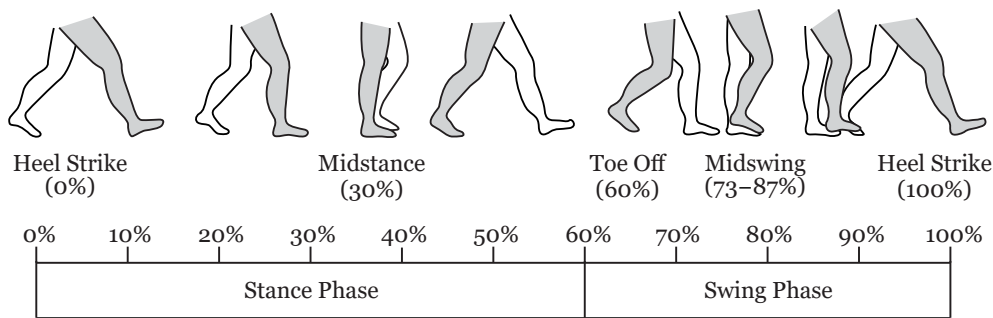 Heel Strike
(0%)
Midstance
(30%)
Toe Off
(60%)
Midswing
(73–87%)
Heel Strike
(100%)
0% 10% 20% 30% 40% 50% 60% 70% 80% 90% 100%
Stance Phase Swing Phase